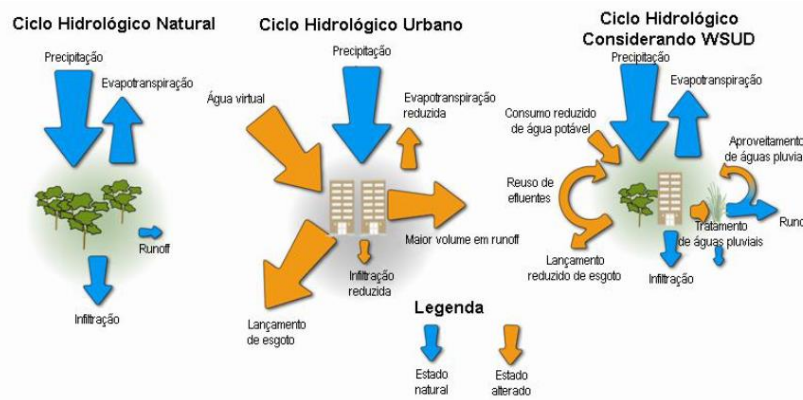 Ciclo Hidrológico Natural
Precipitação
Evapotranspiração
Runoff
Infiltração
Ciclo Hidrológico Urbano
Precipitação
Água virtual
Evapotranspiração
reduzida
Maior volume em runoff
Infiltração
reduzida
Lançamento
de esgoto
Ciclo Hidrológico
Considerando WSUD
Precipitação
Evapotranspiração
Consumo reduzido
de água potável
Aproveitamento
de águas pluviai
Reuso de
efluentes
Runo
Tratamento
de águas pluviais
Lançamento
reduzido de esgoto
Infiltração
Legenda
Estado
natural
Estado
alterado